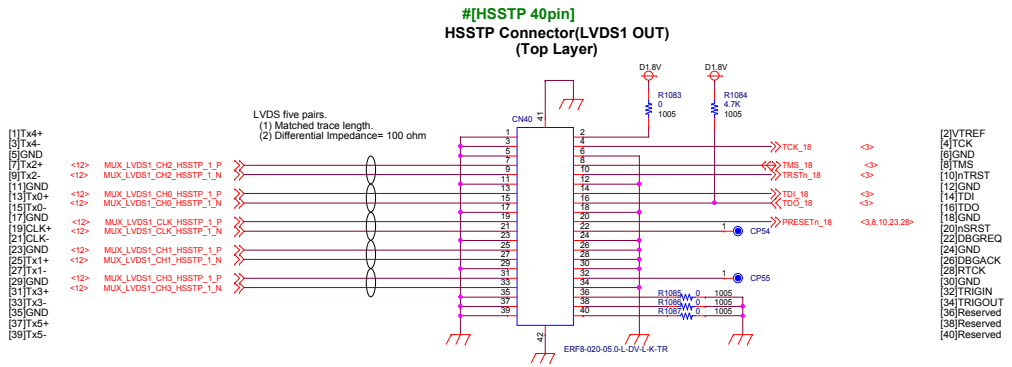 #[HSSTP 40pin]
HSSTP Connector(LVDS1 OUT)
(Top Layer)
LVDS five pairs.
(1) Matched trace length.
(2) Differential Impedance= 100 ohm
D1.8V
D1.8V
R1083
0
1005
R1084
4.7K
1005
CN40
41
42
ERF8-020-05.0-L-DV-L-K-TR
[1]Tx4+
[3]Tx4-
[5]GND
[7]Tx2+
[9]Tx2-
[11]GND
[13]Tx0+
[15]Tx0-
[17]GND
[19]CLK+
[21]CLK-
[23]GND
[25]Tx1+
[27]Tx1-
[29]GND
[31]Tx3+
[33]Tx3-
[35]GND
[37]Tx5+
[39]Tx5-
<12> MUX_LVDS1_CH2_HSSTP_1_P
<12> MUX_LVDS1_CH2_HSSTP_1_N
<12> MUX_LVDS1_CH0_HSSTP_1_P
<12> MUX_LVDS1_CH0_HSSTP_1_N
<12> MUX_LVDS1_CLK_HSSTP_1_P
<12> MUX_LVDS1_CLK_HSSTP_1_N
<12> MUX_LVDS1_CH1_HSSTP_1_P
<12> MUX_LVDS1_CH1_HSSTP_1_N
<12> MUX_LVDS1_CH3_HSSTP_1_P
<12> MUX_LVDS1_CH3_HSSTP_1_N
1 2
3 4
5 6
7 8
9 10
11 12
13 14
15 16
17 18
19 20
21 22
23 24
25 26
27 28
29 30
31 32
33 34
35 36
37 38
39 40
TCK_18 <3>
TMS_18 <3>
TRSTn_18 <3>
TDI_18 <3>
TDO_18 <3>
PRESETn_18 <3,8,10,23,28>
1 CP54
1 CP55
R1085 0 1005
R1086 0 1005
R1087 0 1005
[2]VTREF
[4]TCK
[6]GND
[8]TMS
[10]nTRST
[12]GND
[14]TDI
[16]TDO
[18]GND
[20]nSRST
[22]DBGREQ
[24]GND
[26]DBGACK
[28]RTCK
[30]GND
[32]TRIGIN
[34]TRIGOUT
[36]Reserved
[38]Reserved
[40]Reserved